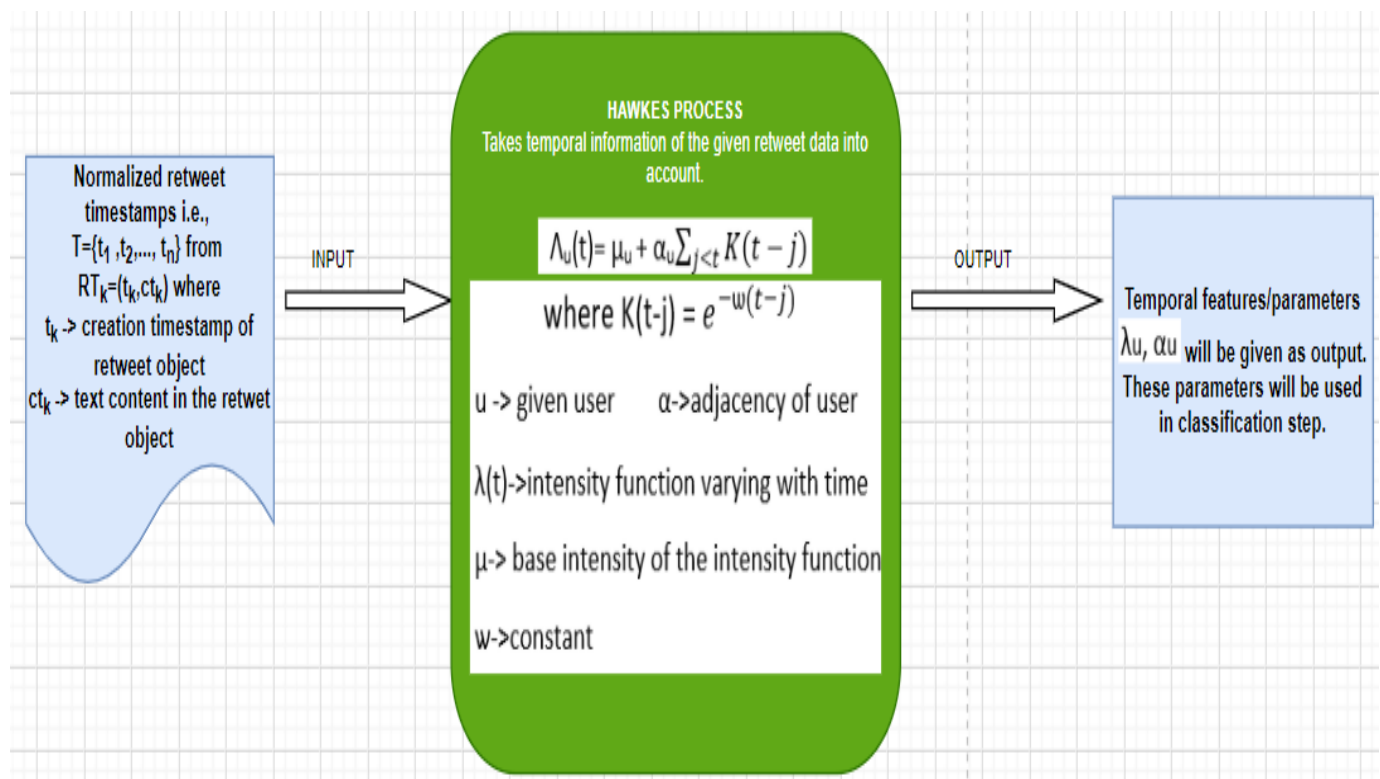 Normalized retweet
timestamps i.e.,
T={t₁ ,t₂,..., tₙ} from
RTₖ=(tₖ,ctₖ) where
tₖ -> creation timestamp of
retweet object
ctₖ -> text content in the retwet
object
INPUT
HAWKES PROCESS
Takes temporal information of the given retweet data into
account.
Λᵤ(t)= μᵤ + αᵤ∑_{j<t} K(t − j)
where K(t-j) = e^{−w(t−j)}
u -> given user α->adjacency of user
λ(t)->intensity function varying with time
μ-> base intensity of the intensity function
w->constant
OUTPUT
Temporal features/parameters
λu, αu will be given as output.
These parameters will be used
in classification step.